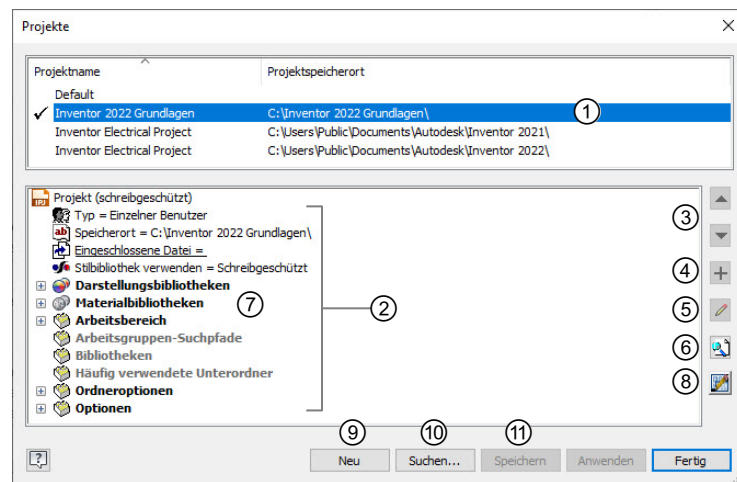 Projekte
Projektname Projektspeicherort
Default
Inventor 2022 Grundlagen C:\Inventor 2022 Grundlagen\ 1
Inventor Electrical Project C:\Users\Public\Documents\Autodesk\Inventor 2021\
Inventor Electrical Project C:\Users\Public\Documents\Autodesk\Inventor 2022\
IPJ Projekt (schreibgeschützt)
Typ = Einzelner Benutzer
3
ab Speicherort = C:\Inventor 2022 Grundlagen\
Eingeschlossene Datei =
Stilbibliothek verwenden = Schreibgeschützt
4
Darstellungsbibliotheken
Materialbibliotheken 7 2 5
Arbeitsbereich
Arbeitsgruppen-Suchpfade
6
Bibliotheken
Häufig verwendete Unterordner
8
Ordneroptionen
Optionen
9 10 11
? Neu Suchen... Speichern Anwenden Fertig